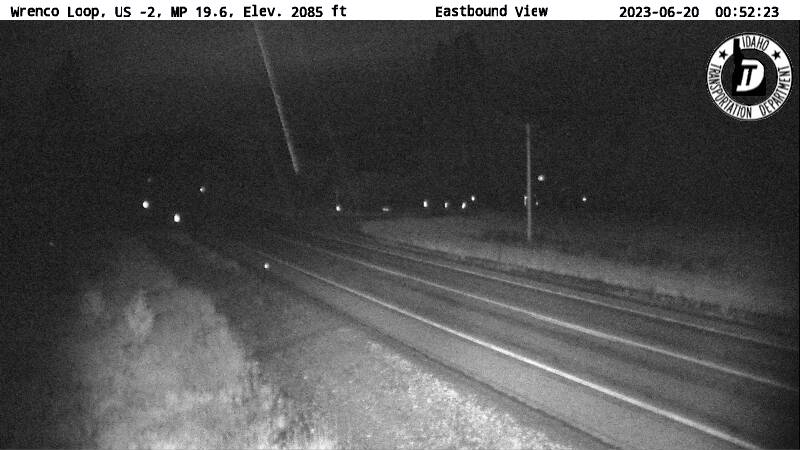 Wrenco Loop, US -2, MP 19.6, Elev. 2085 ft Eastbound View 2023-06-20 00:52:23
IDAHO
TRANSPORTATION DEPARTMENT